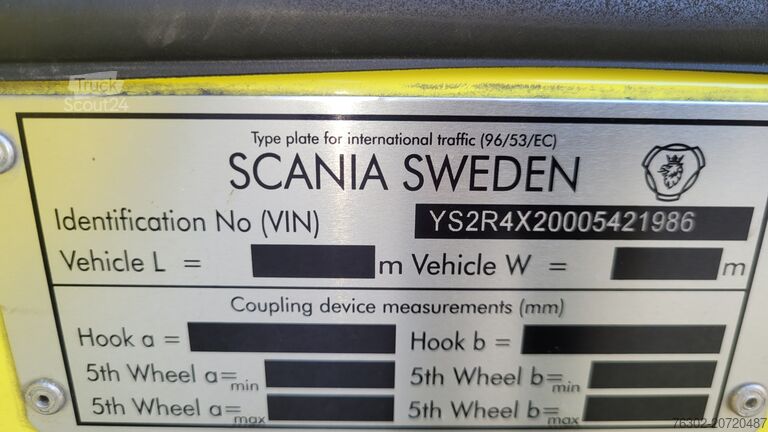 Truck
Scout24
Type plate for international traffic (96/53/EC)
SCANIA SWEDEN
Identification No (VIN) YS2R4X20005421986
Vehicle L = m Vehicle W = m
Coupling device measurements (mm)
Hook a = Hook b =
5th Wheel a=min 5th Wheel b=min
5th Wheel a=max 5th Wheel b=max
76302-20720487